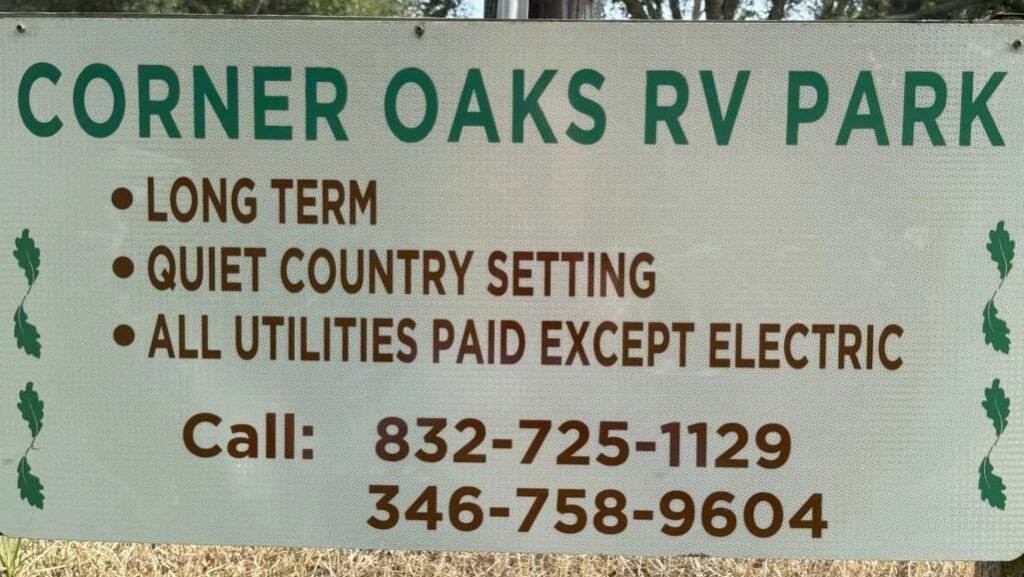 CORNER OAKS RV PARK
• LONG TERM
• QUIET COUNTRY SETTING
• ALL UTILITIES PAID EXCEPT ELECTRIC
Call: 832-725-1129
346-758-9604